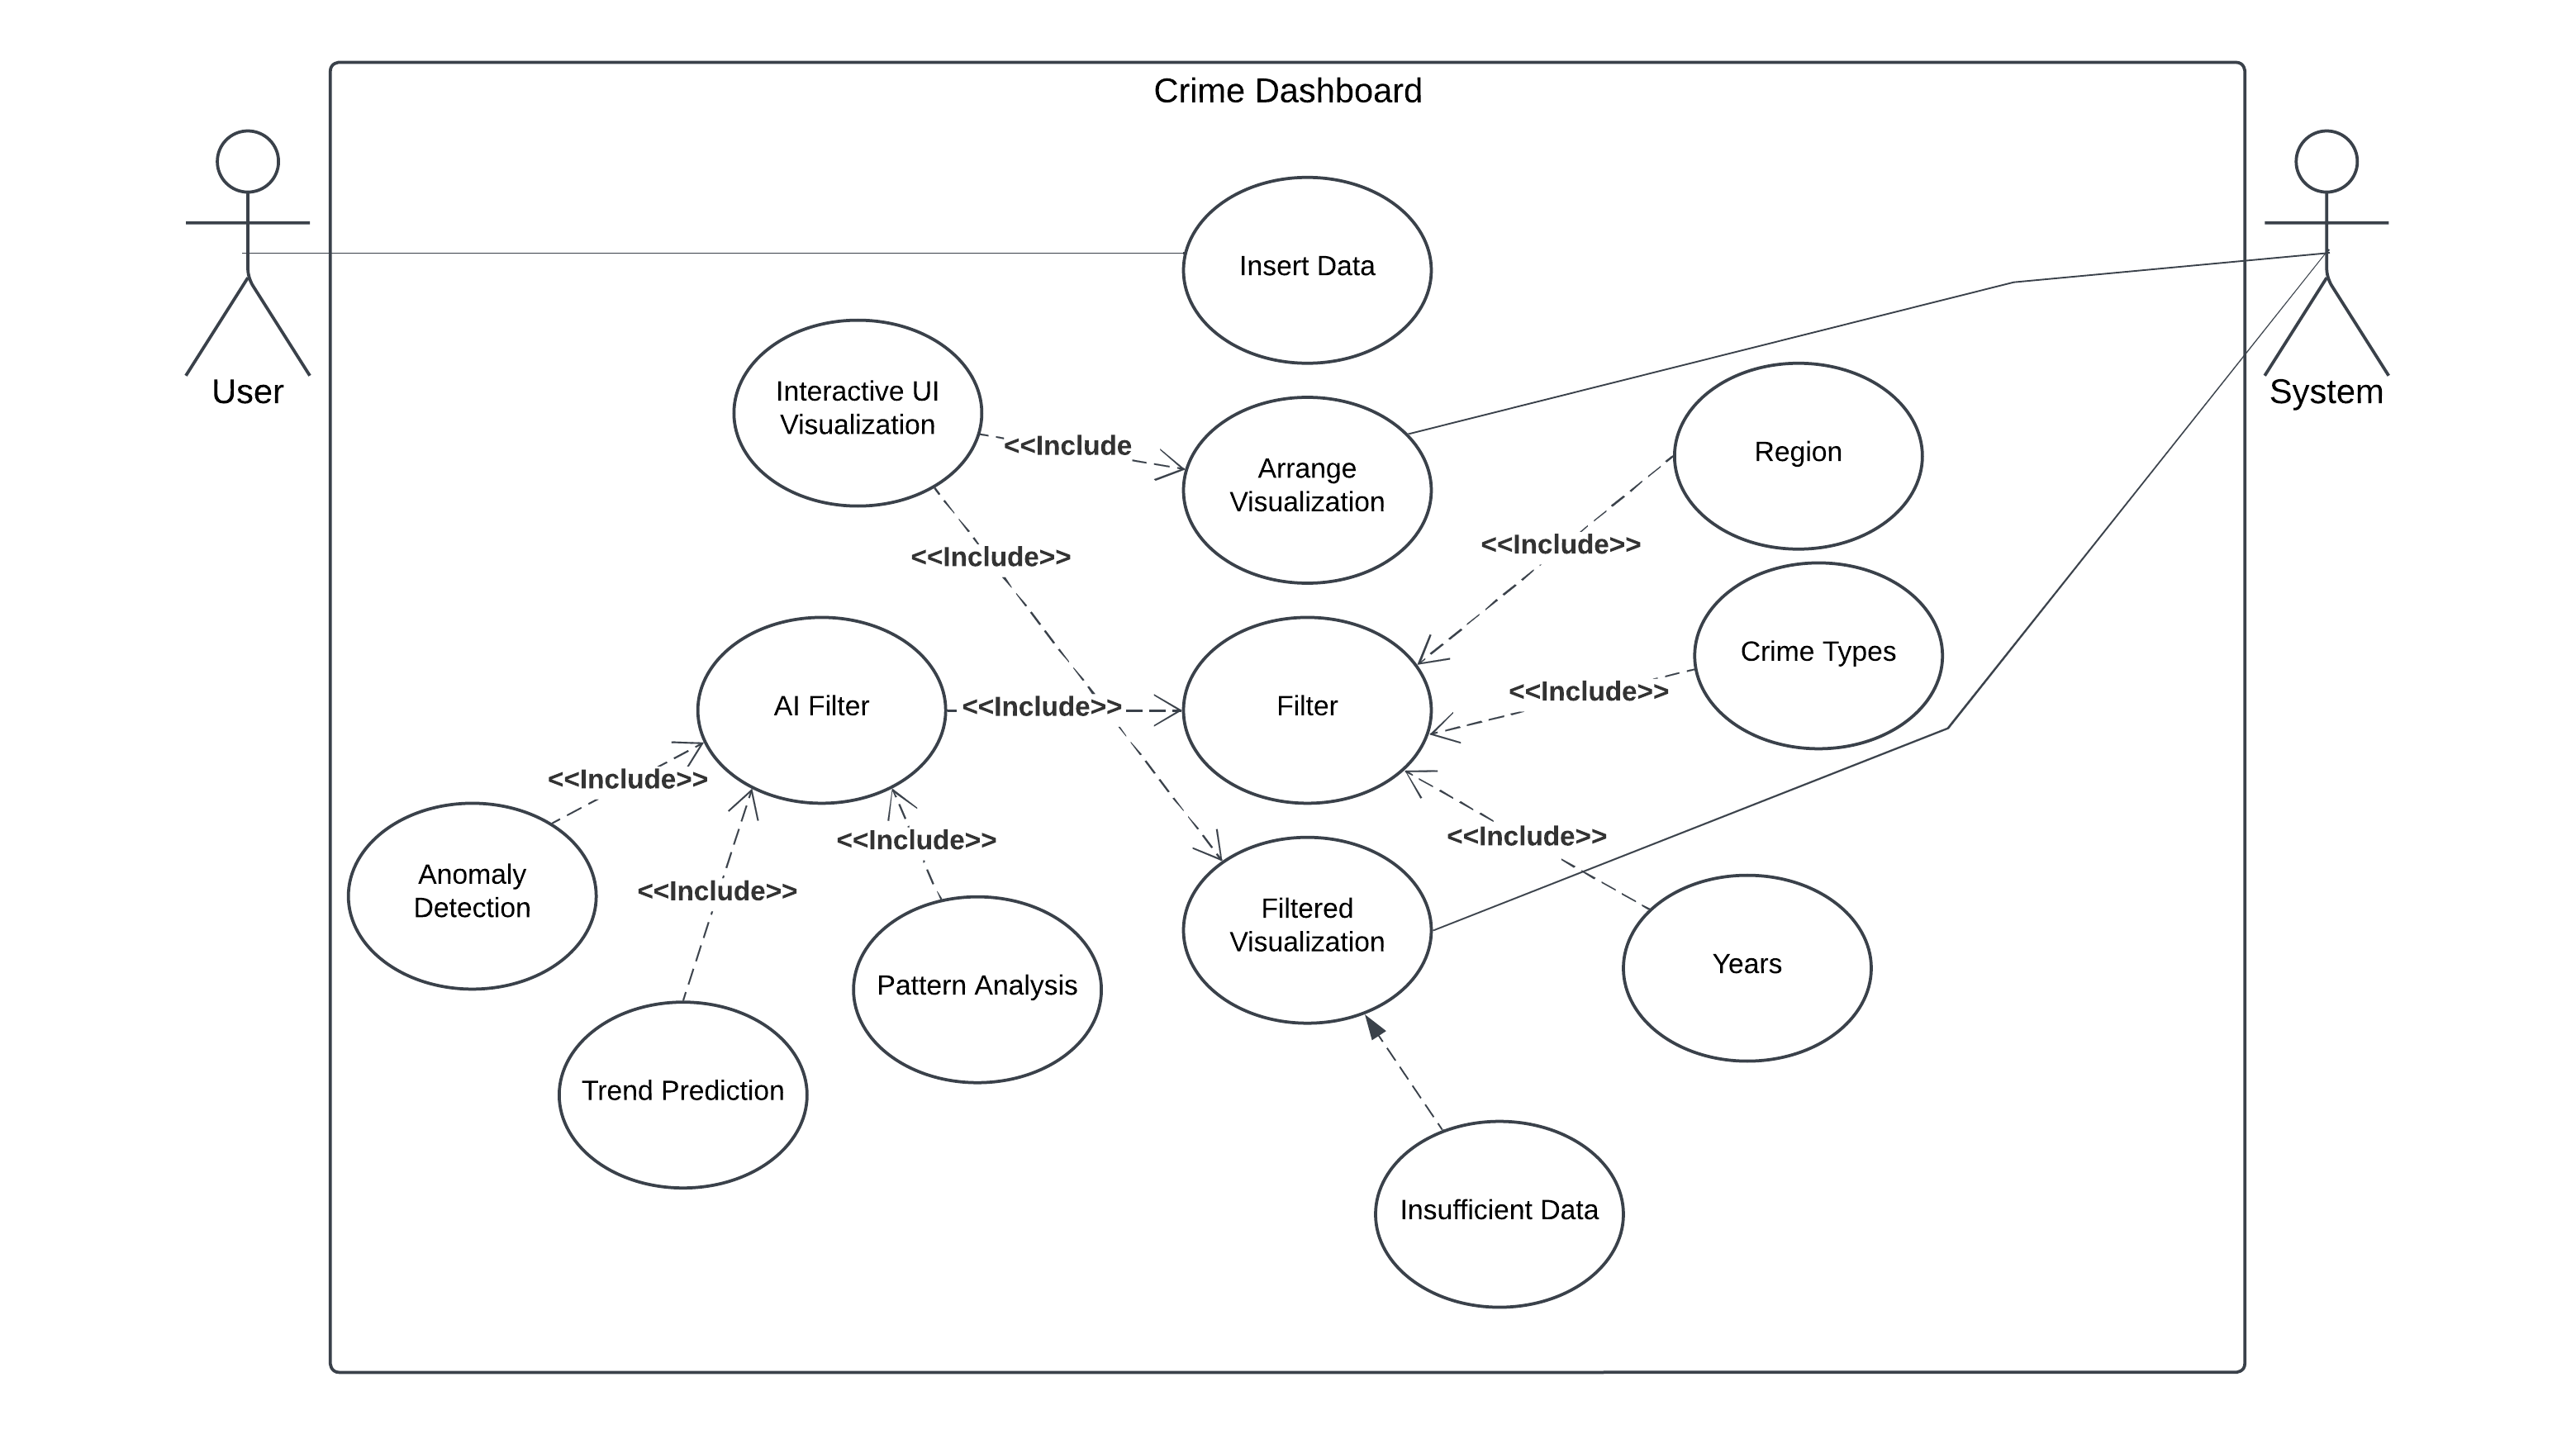 Crime Dashboard
User
System
Insert Data
Interactive UI
Visualization
<<Include
Arrange
Visualization
Region
<<Include>>
<<Include>>
Crime Types
AI Filter
<<Include>>
Filter
<<Include>>
<<Include>>
<<Include>>
<<Include>>
<<Include>>
Anomaly
Detection
Filtered
Visualization
Years
Pattern Analysis
Trend Prediction
Insufficient Data